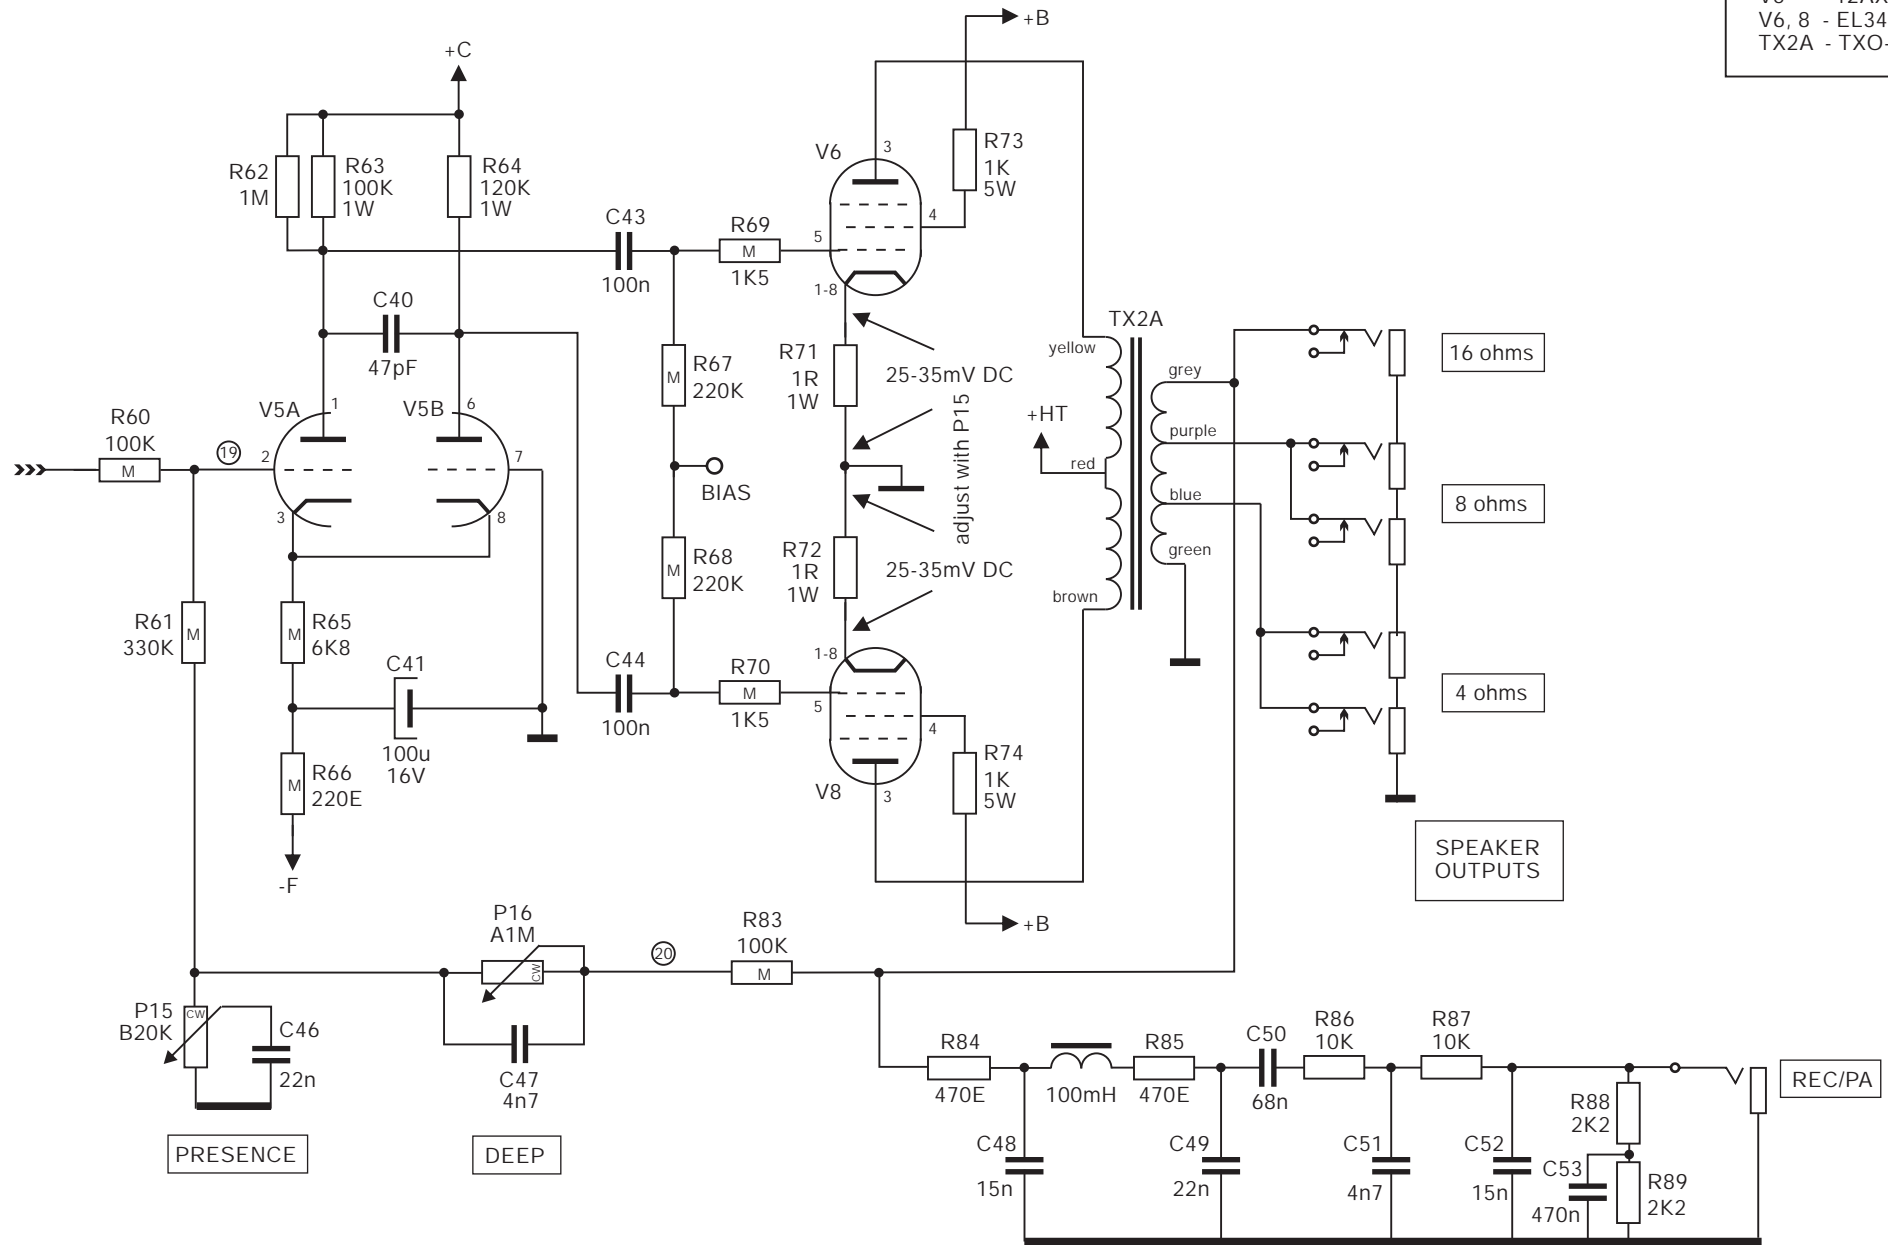 V6, 8 - EL34
TX2A - TXO-
+B
+C
R62
1M
R63
100K
1W
R64
120K
1W
V6
3
R73
1K
5W
4
5
1-8
C43
100n
R69
M
1K5
C40
47pF
V5A
1
V5B
6
R60
100K
M
19
2
7
3
8
R67
220K
M
BIAS
R68
220K
M
R71
1R
1W
25-35mV DC
adjust with P15
R72
1R
1W
25-35mV DC
TX2A
yellow
+HT
red
brown
grey
purple
blue
green
16 ohms
8 ohms
4 ohms
SPEAKER
OUTPUTS
R61
330K
M
R65
6K8
M
C41
100u
16V
R66
220E
M
-F
C44
100n
R70
M
1K5
1-8
5
4
V8
3
R74
1K
5W
+B
P16
A1M
CW
20
R83
100K
M
P15
B20K
CW
C46
22n
C47
4n7
PRESENCE
DEEP
R84
470E
100mH
R85
470E
C50
68n
R86
10K
R87
10K
REC/PA
C48
15n
C49
22n
C51
4n7
C52
15n
R88
2K2
C53
470n
R89
2K2